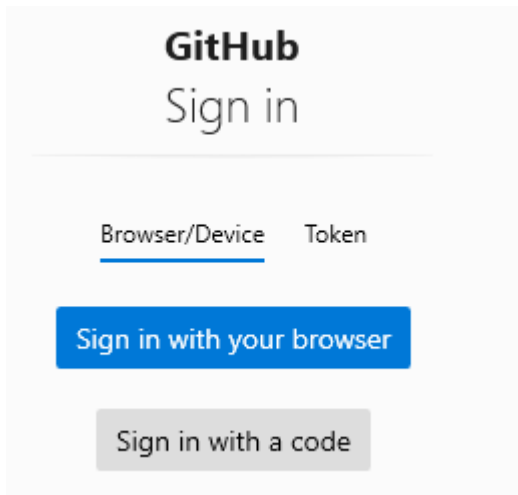 GitHub
Sign in
Browser/Device Token
Sign in with your browser
Sign in with a code